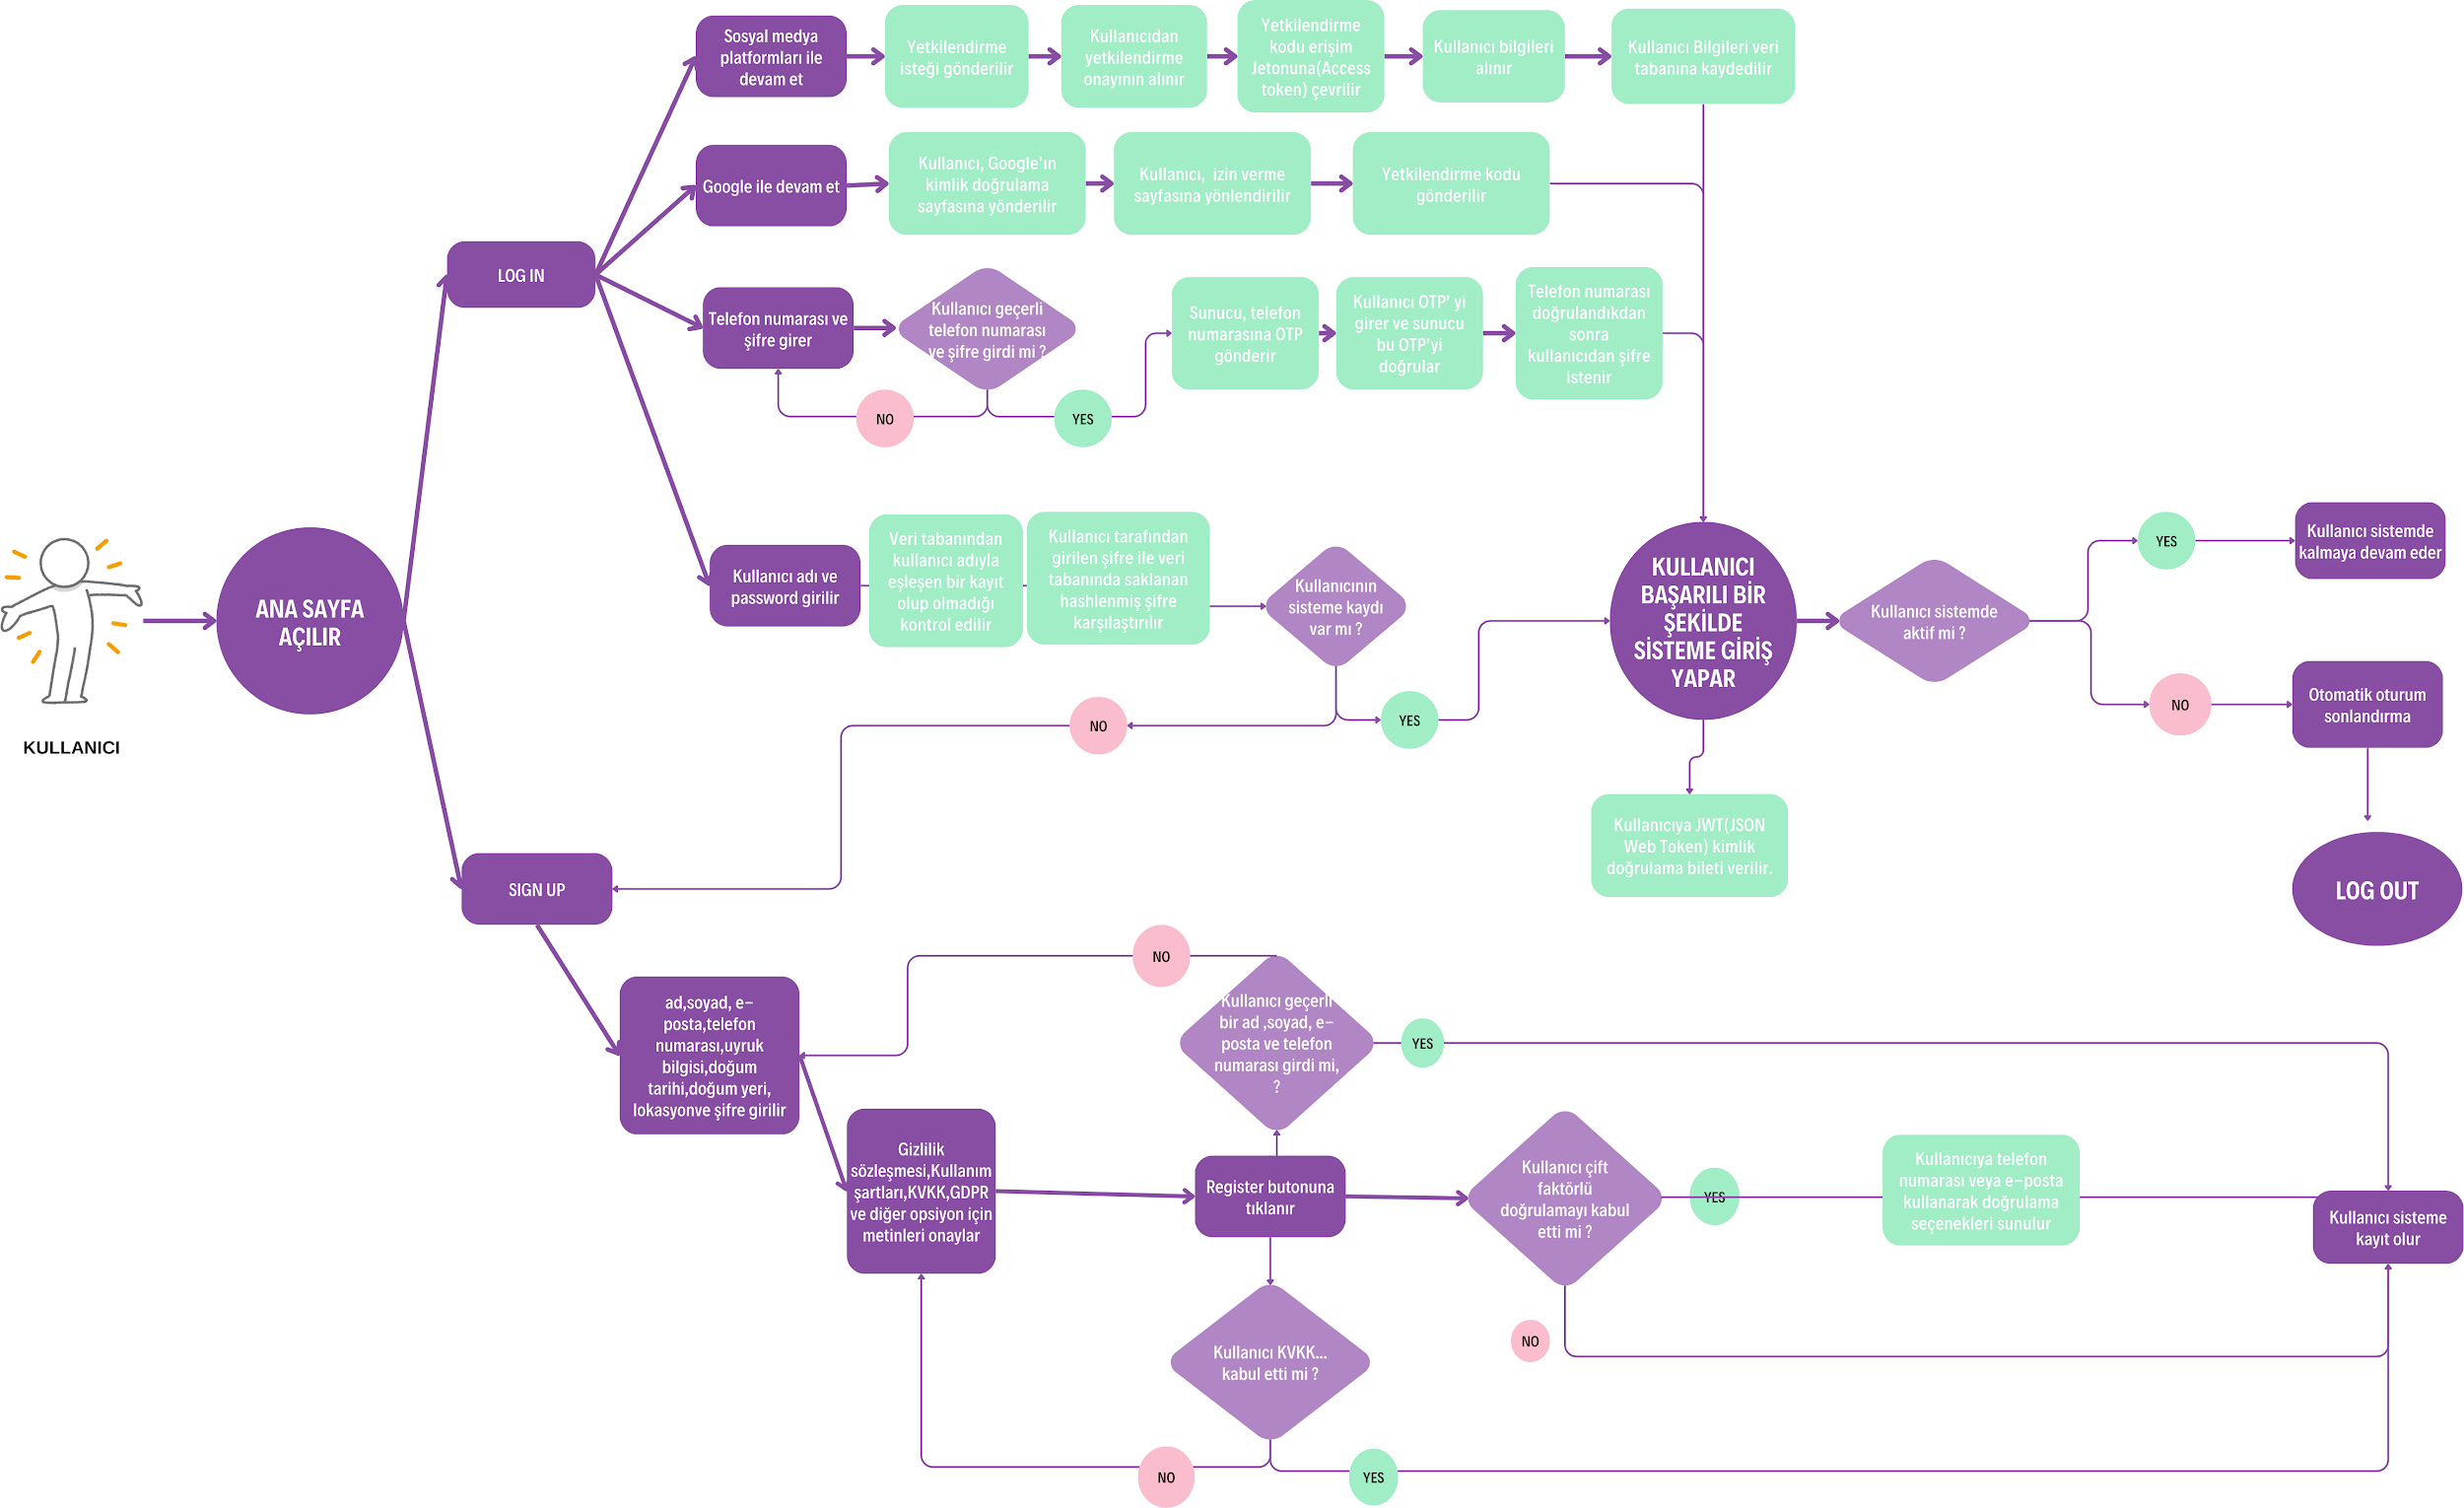 Sosyal medya
platformları ile
devam et
Yetkilendirme
isteği gönderilir
Kullanıcıdan
yetkilendirme
onayının alınır
Yetkilendirme
kodu erişim
Jetonuna(Access
token) çevrilir
Kullanıcı bilgileri
alınır
Kullanıcı Bilgileri veri
tabanına kaydedilir
Google ile devam et
Kullanıcı, Google'ın
kimlik doğrulama
sayfasına yönderilir
Kullanıcı, izin verme
sayfasına yönlendirilir
Yetkilendirme kodu
gönderilir
LOG IN
Telefon numarası ve
şifre girer
Kullanıcı geçerli
telefon numarası
ve şifre girdi mi ?
NO
YES
Sunucu, telefon
numarasına OTP
gönderir
Kullanıcı OTP' yi
girer ve sunucu
bu OTP'yi
doğrular
Telefon numarası
doğrulandıkdan
sonra
kullanıcıdan şifre
istenir
KULLANICI
ANA SAYFA
AÇILIR
Kullanıcı adı ve
password girilir
Veri tabanından
kullanıcı adıyla
eşleşen bir kayıt
olup olmadığı
kontrol edilir
Kullanıcı tarafından
girilen şifre ile veri
tabanında saklanan
hashlenmiş şifre
karşılaştırılır
Kullanıcının
sisteme kaydı
var mı ?
NO
YES
KULLANICI
BAŞARILI BİR
ŞEKİLDE
SİSTEME GİRİŞ
YAPAR
Kullanıcı sistemde
aktif mi ?
YES
Kullanıcı sistemde
kalmaya devam eder
NO
Otomatik oturum
sonlandırma
LOG OUT
Kullanıcıya JWT(JSON
Web Token) kimlik
doğrulama bileti verilir.
SIGN UP
ad,soyad, e-
posta,telefon
numarası,uyruk
bilgisi,doğum
tarihi,doğum yeri,
lokasyonve şifre girilir
Gizlilik
sözleşmesi,Kullanım
şartları,KVKK,GDPR
ve diğer opsiyon için
metinleri onaylar
NO
Kullanıcı geçerli
bir ad ,soyad, e-
posta ve telefon
numarası girdi mi,
?
YES
Register butonuna
tıklanır
Kullanıcı çift
faktörlü
doğrulamayı kabul
etti mi ?
YES
Kullanıcıya telefon
numarası veya e-posta
kullanarak doğrulama
seçenekleri sunulur
Kullanıcı sisteme
kayıt olur
NO
Kullanıcı KVKK...
kabul etti mi ?
NO
YES